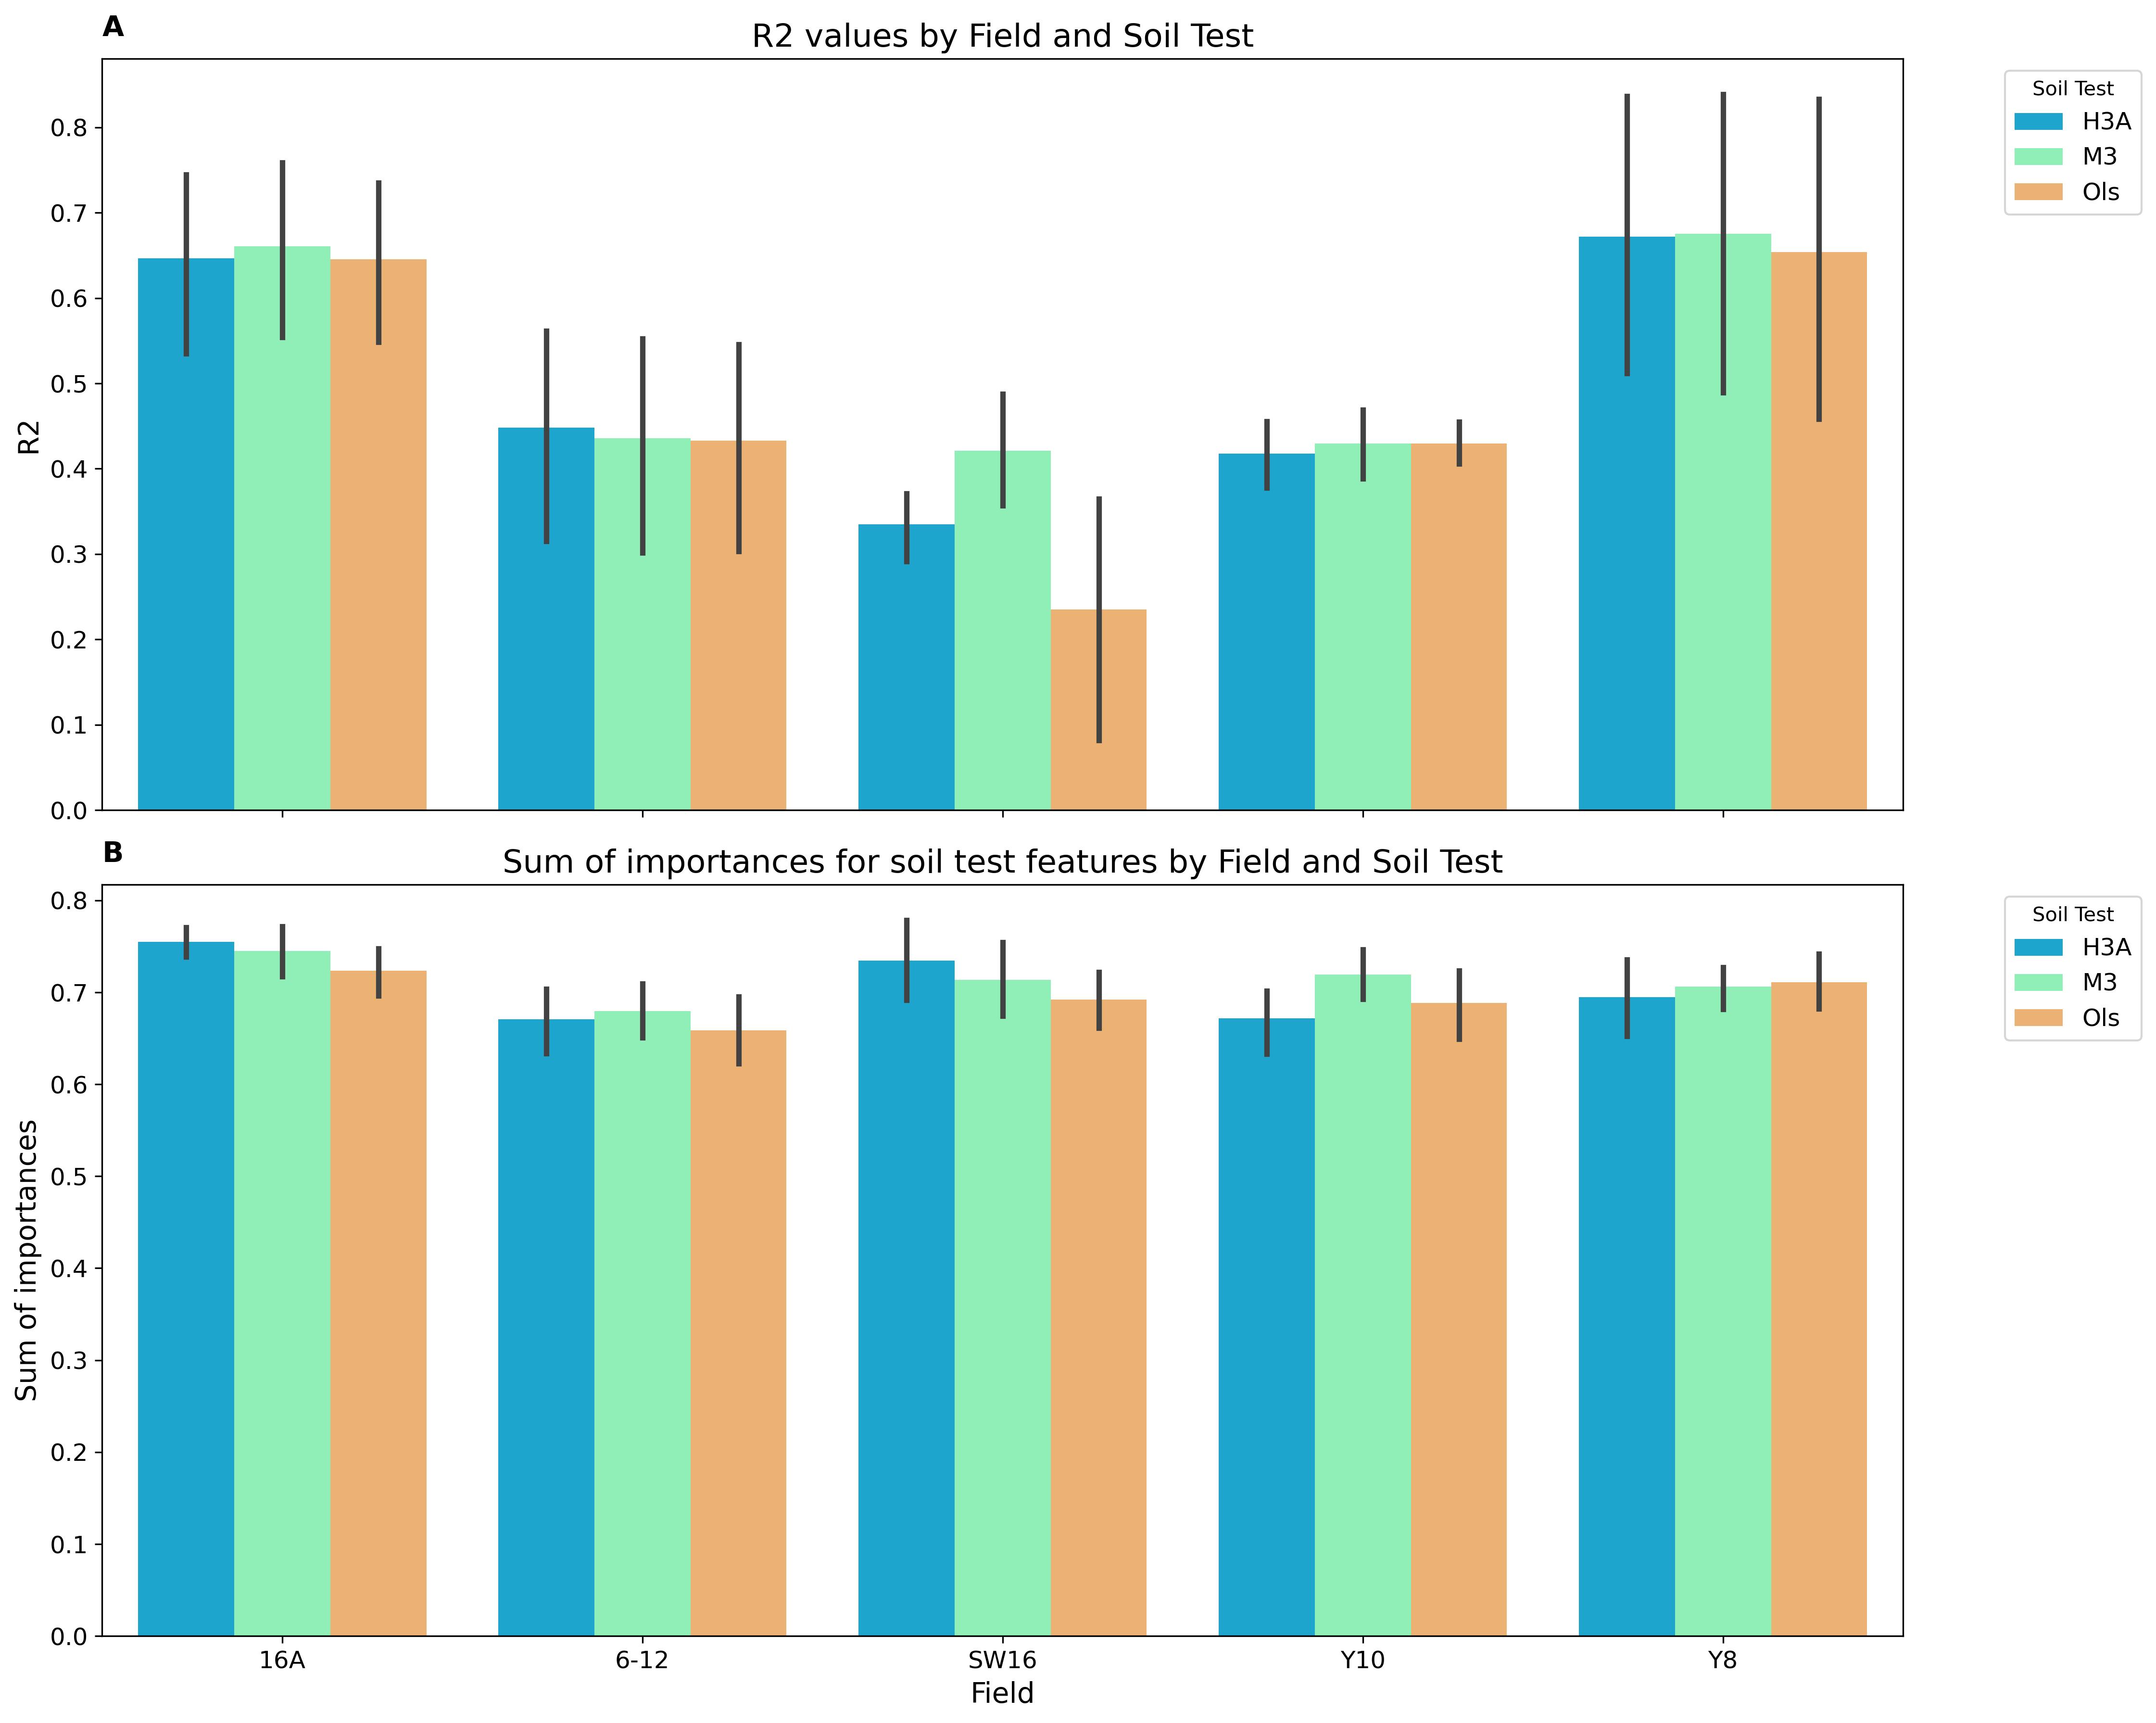 A
R2 values by Field and Soil Test
R2
0.8
0.7
0.6
0.5
0.4
0.3
0.2
0.1
0.0
Soil Test
H3A
M3
Ols
B
Sum of importances for soil test features by Field and Soil Test
Sum of importances
0.8
0.7
0.6
0.5
0.4
0.3
0.2
0.1
0.0
16A
6-12
SW16
Y10
Y8
Field
Soil Test
H3A
M3
Ols